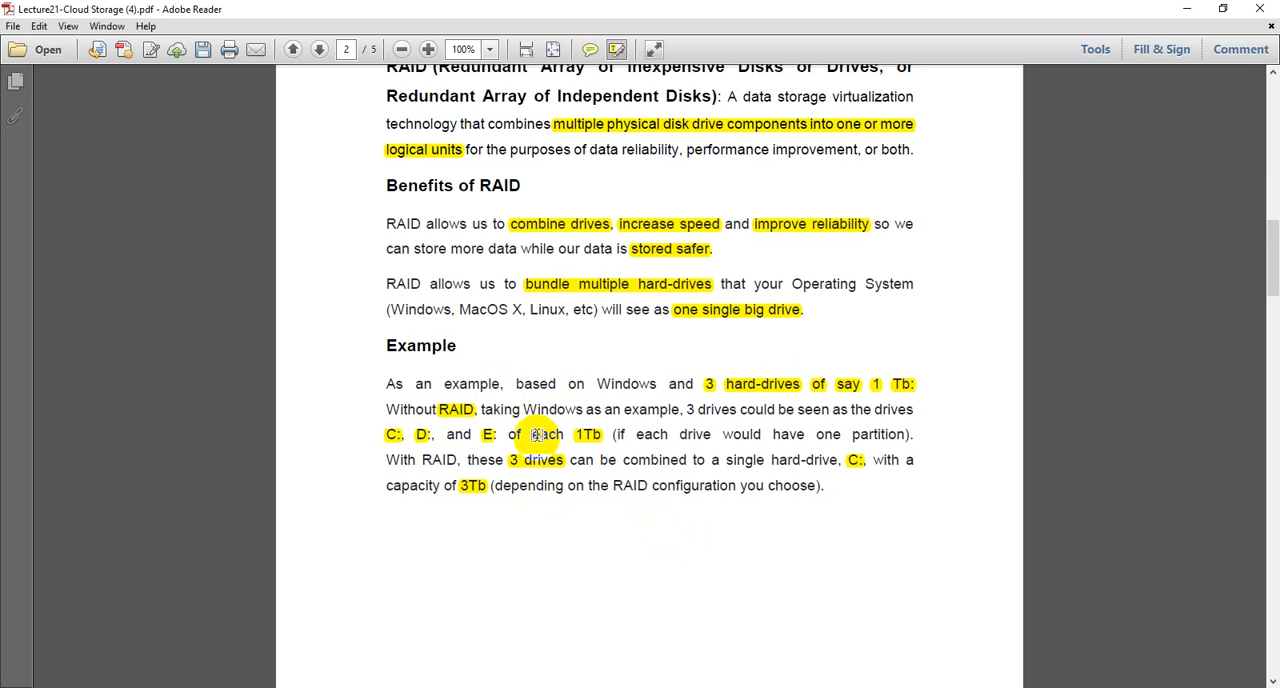 Lecture21-Cloud Storage (4).pdf - Adobe Reader
File Edit View Window Help
Open 2 / 5 100% Tools Fill & Sign Comment
RAID (Redundant Array of Inexpensive Disks or Drives, or
Redundant Array of Independent Disks): A data storage virtualization
technology that combines multiple physical disk drive components into one or more
logical units for the purposes of data reliability, performance improvement, or both.
Benefits of RAID
RAID allows us to combine drives, increase speed and improve reliability so we
can store more data while our data is stored safer.
RAID allows us to bundle multiple hard-drives that your Operating System
(Windows, MacOS X, Linux, etc) will see as one single big drive.
Example
As an example, based on Windows and 3 hard-drives of say 1 Tb:
Without RAID, taking Windows as an example, 3 drives could be seen as the drives
C:, D:, and E: of each 1Tb (if each drive would have one partition).
With RAID, these 3 drives can be combined to a single hard-drive, C:, with a
capacity of 3Tb (depending on the RAID configuration you choose).